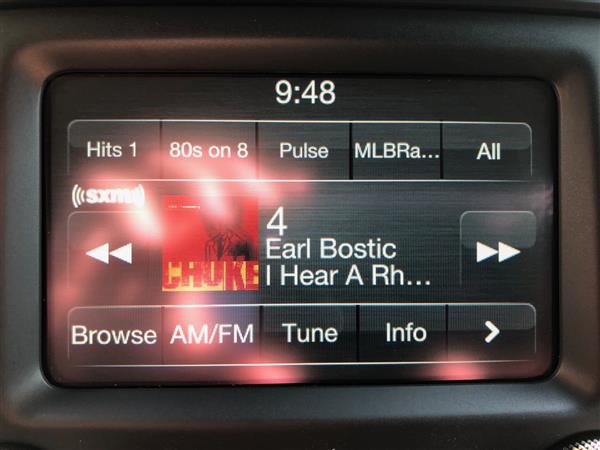 9:48
Hits 1 80s on 8 Pulse MLBRa... All
((sxm))
4
Earl Bostic
I Hear A Rh...
CHUKE
Browse AM/FM Tune Info >